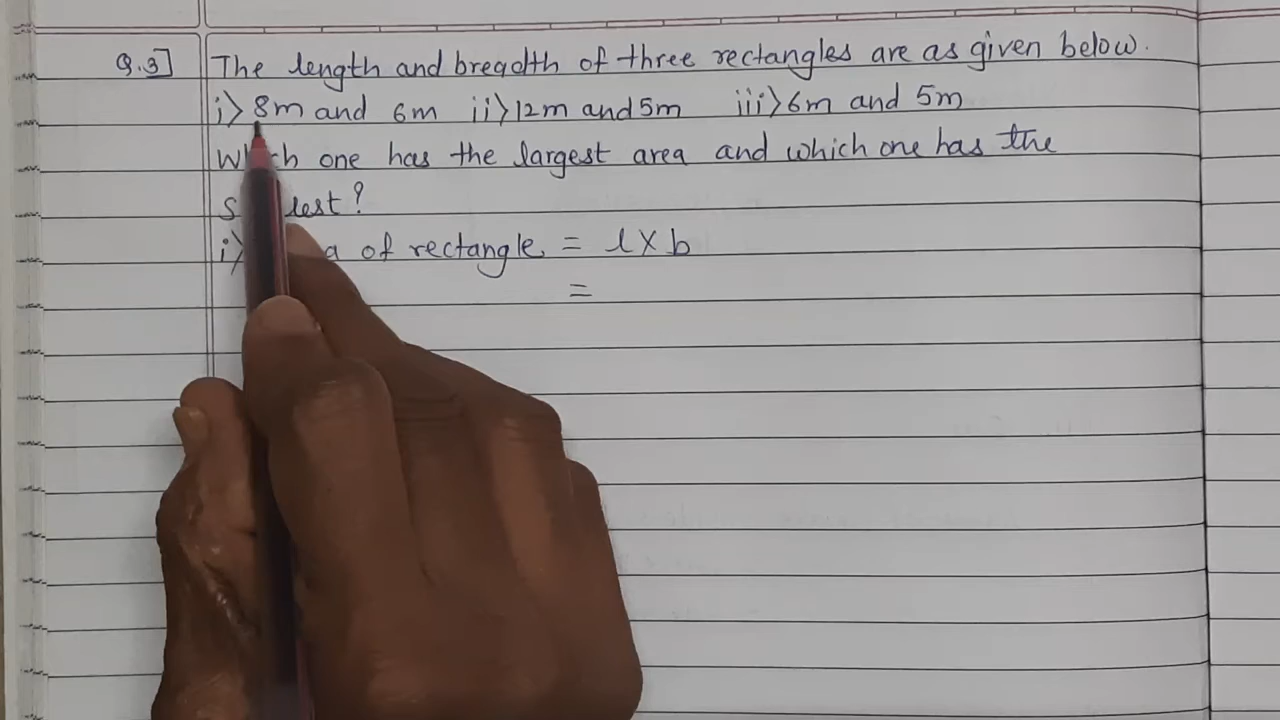 Q.3] The length and breadth of three rectangles are as given below.
i> 8m and 6m ii> 12m and 5m iii> 6m and 5m
Which one has the largest area and which one has the
?
i> of rectangle = l X b
=